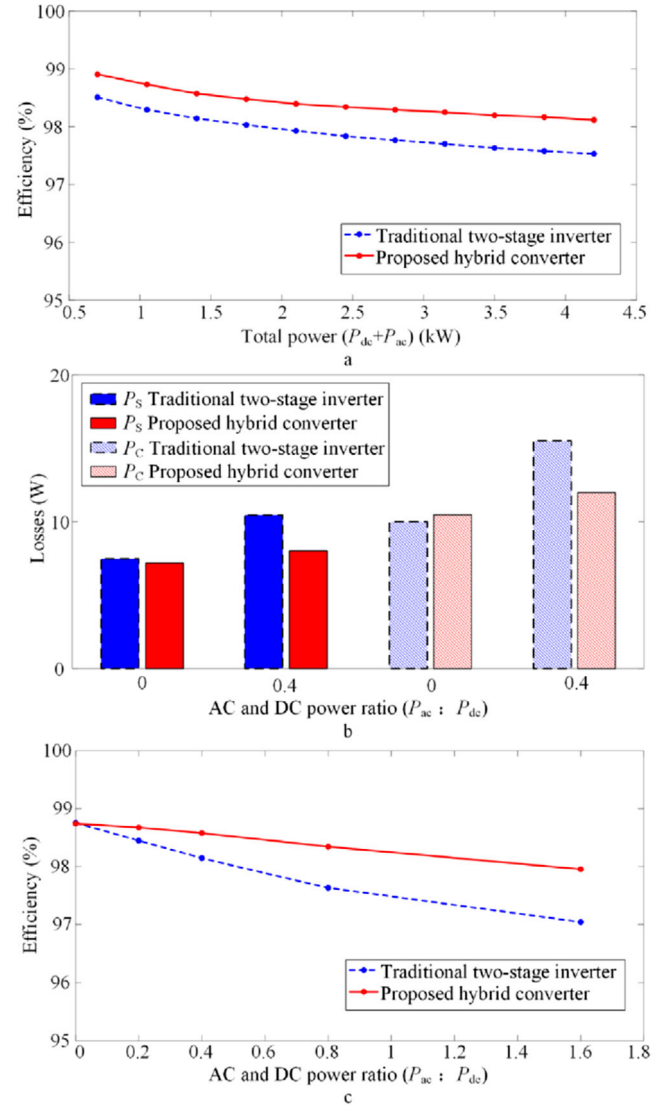 100
99
98
97
96
95
Efficiency (%)
Traditional two-stage inverter
Proposed hybrid converter
0.5 1 1.5 2 2.5 3 3.5 4 4.5
Total power (Pdc+Pac) (kW)
a
20
10
0
Losses (W)
PS Traditional two-stage inverter
PS Proposed hybrid converter
PC Traditional two-stage inverter
PC Proposed hybrid converter
0 0.4 0 0.4
AC and DC power ratio (Pac : Pdc)
b
100
99
98
97
96
95
Efficiency (%)
Traditional two-stage inverter
Proposed hybrid converter
0 0.2 0.4 0.6 0.8 1 1.2 1.4 1.6 1.8
AC and DC power ratio (Pac : Pdc)
c